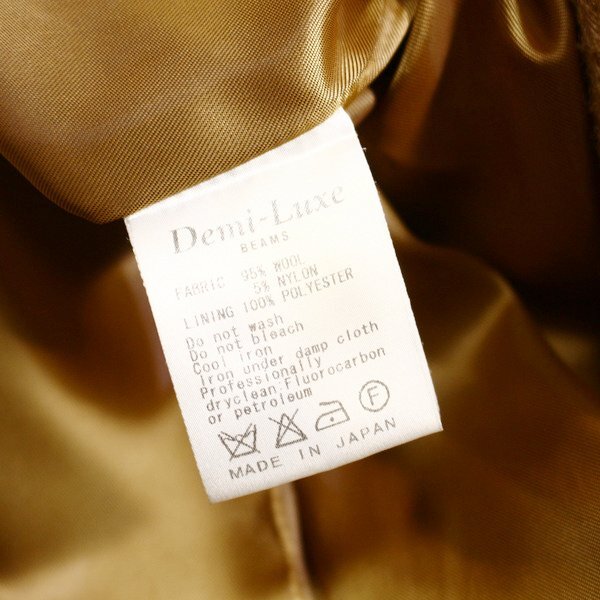 Demi-Luxe
BEAMS
FABRIC 95% WOOL
5% NYLON
LINING 100% POLYESTER
Do not wash
Do not bleach
Cool iron
Iron under damp cloth
Professionally
dryclean:Fluorocarbon
or petroleum
F
MADE IN JAPAN